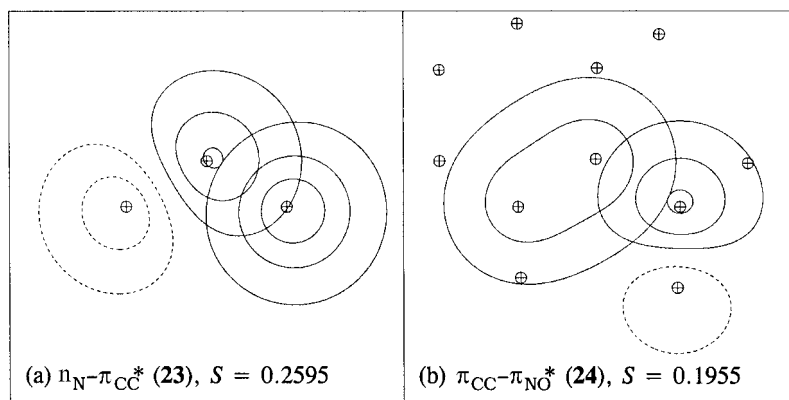 (a) n_N–π_CC* (23), S = 0.2595
(b) π_CC–π_NO* (24), S = 0.1955